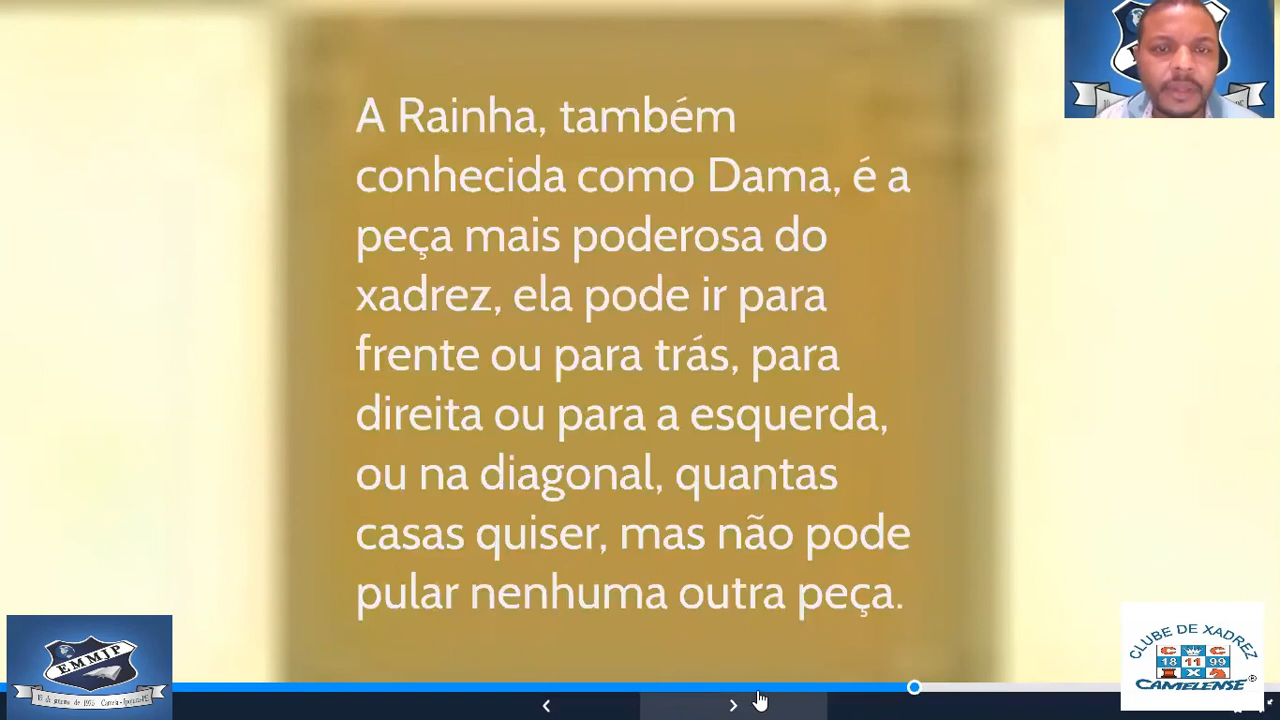 A Rainha, também
conhecida como Dama, é a
peça mais poderosa do
xadrez, ela pode ir para
frente ou para trás, para
direita ou para a esquerda,
ou na diagonal, quantas
casas quiser, mas não pode
pular nenhuma outra peça.
EMMIP
CLUBE DE XADREZ
C C
18 11 99
X
CAMELENSE®